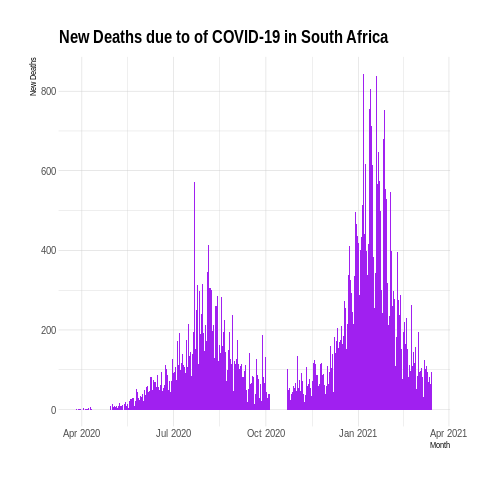 New Deaths due to of COVID-19 in South Africa
New Deaths
800
600
400
200
0
Apr 2020 Jul 2020 Oct 2020 Jan 2021 Apr 2021
Month